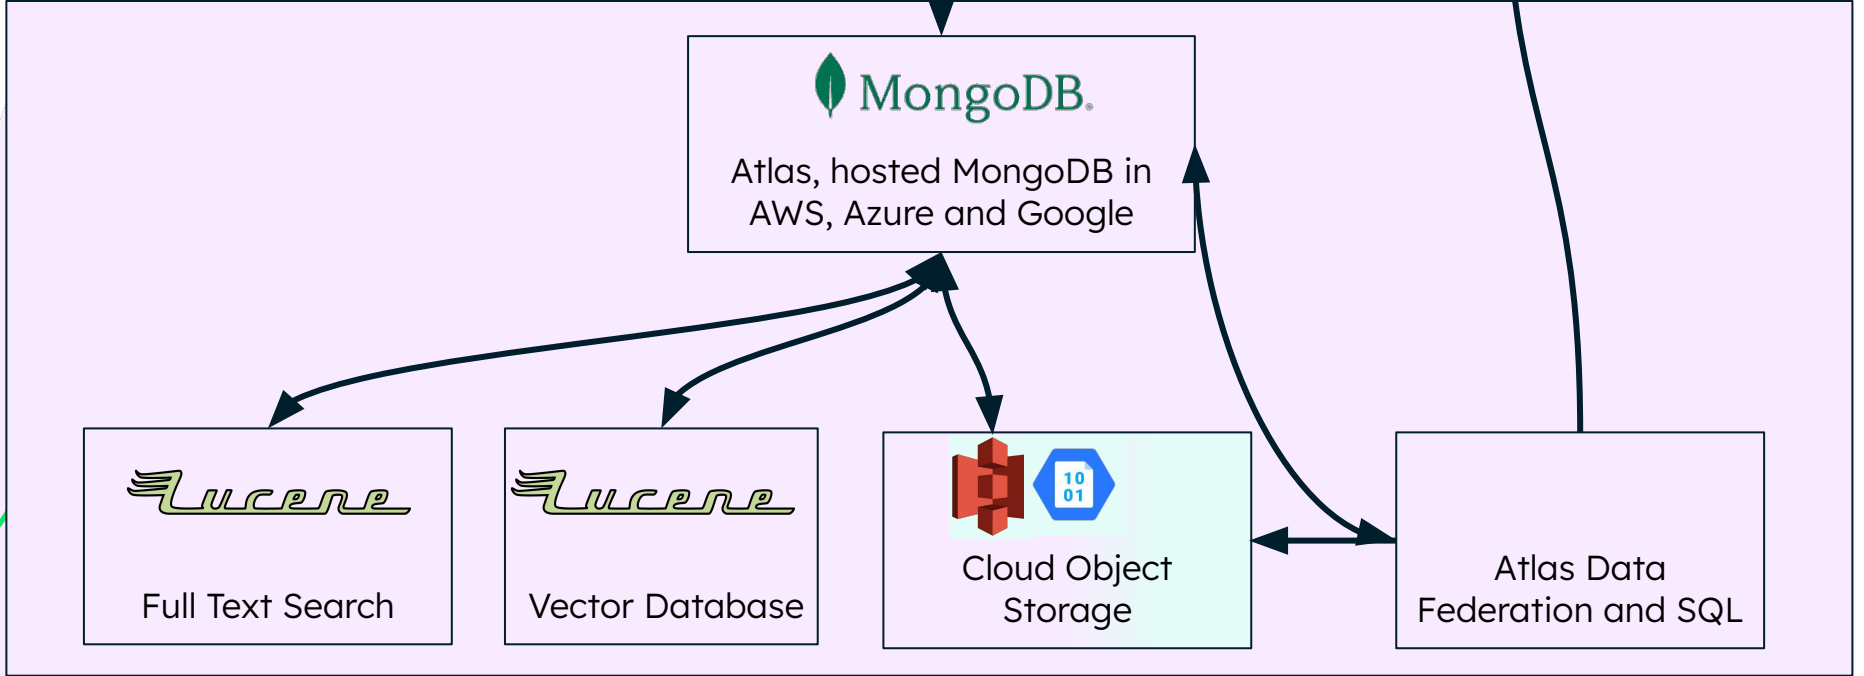 MongoDB®
Atlas, hosted MongoDB in
AWS, Azure and Google
Lucene
Full Text Search
Lucene
Vector Database
10
01
Cloud Object
Storage
Atlas Data
Federation and SQL